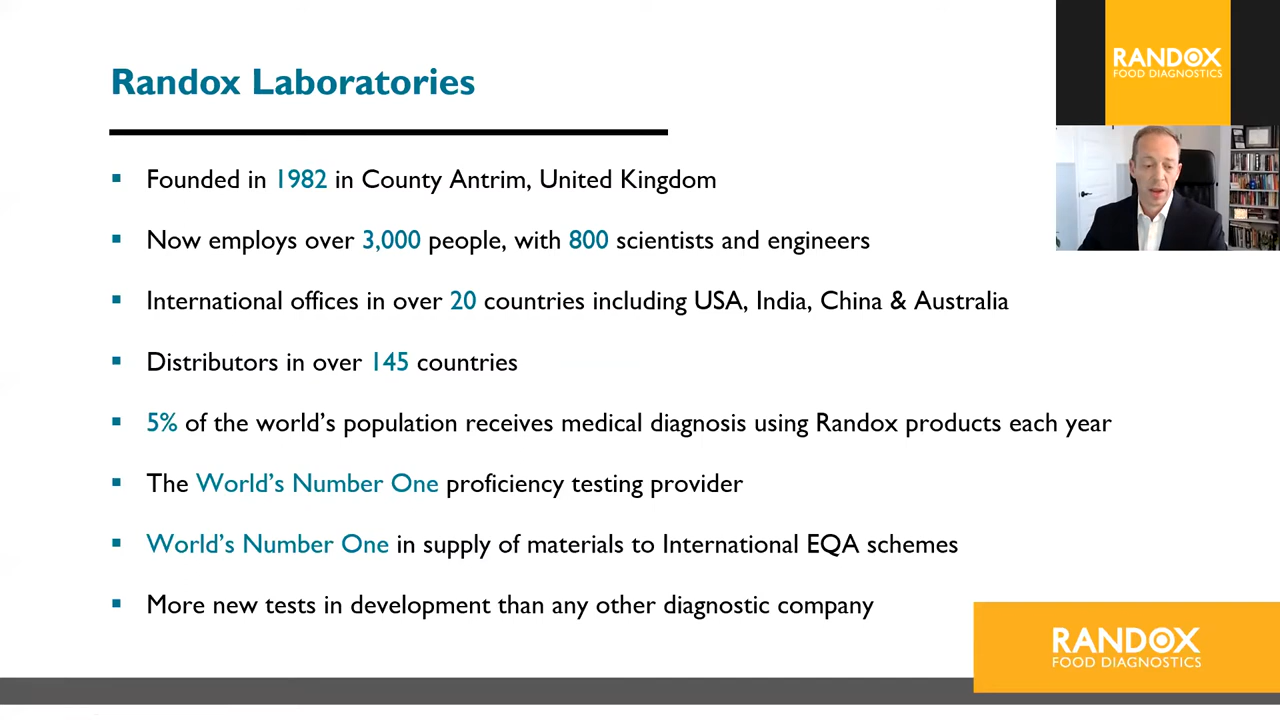 Randox Laboratories
RANDOX
FOOD DIAGNOSTICS
▪ Founded in 1982 in County Antrim, United Kingdom
▪ Now employs over 3,000 people, with 800 scientists and engineers
▪ International offices in over 20 countries including USA, India, China & Australia
▪ Distributors in over 145 countries
▪ 5% of the world’s population receives medical diagnosis using Randox products each year
▪ The World’s Number One proficiency testing provider
▪ World’s Number One in supply of materials to International EQA schemes
▪ More new tests in development than any other diagnostic company
RANDOX
FOOD DIAGNOSTICS